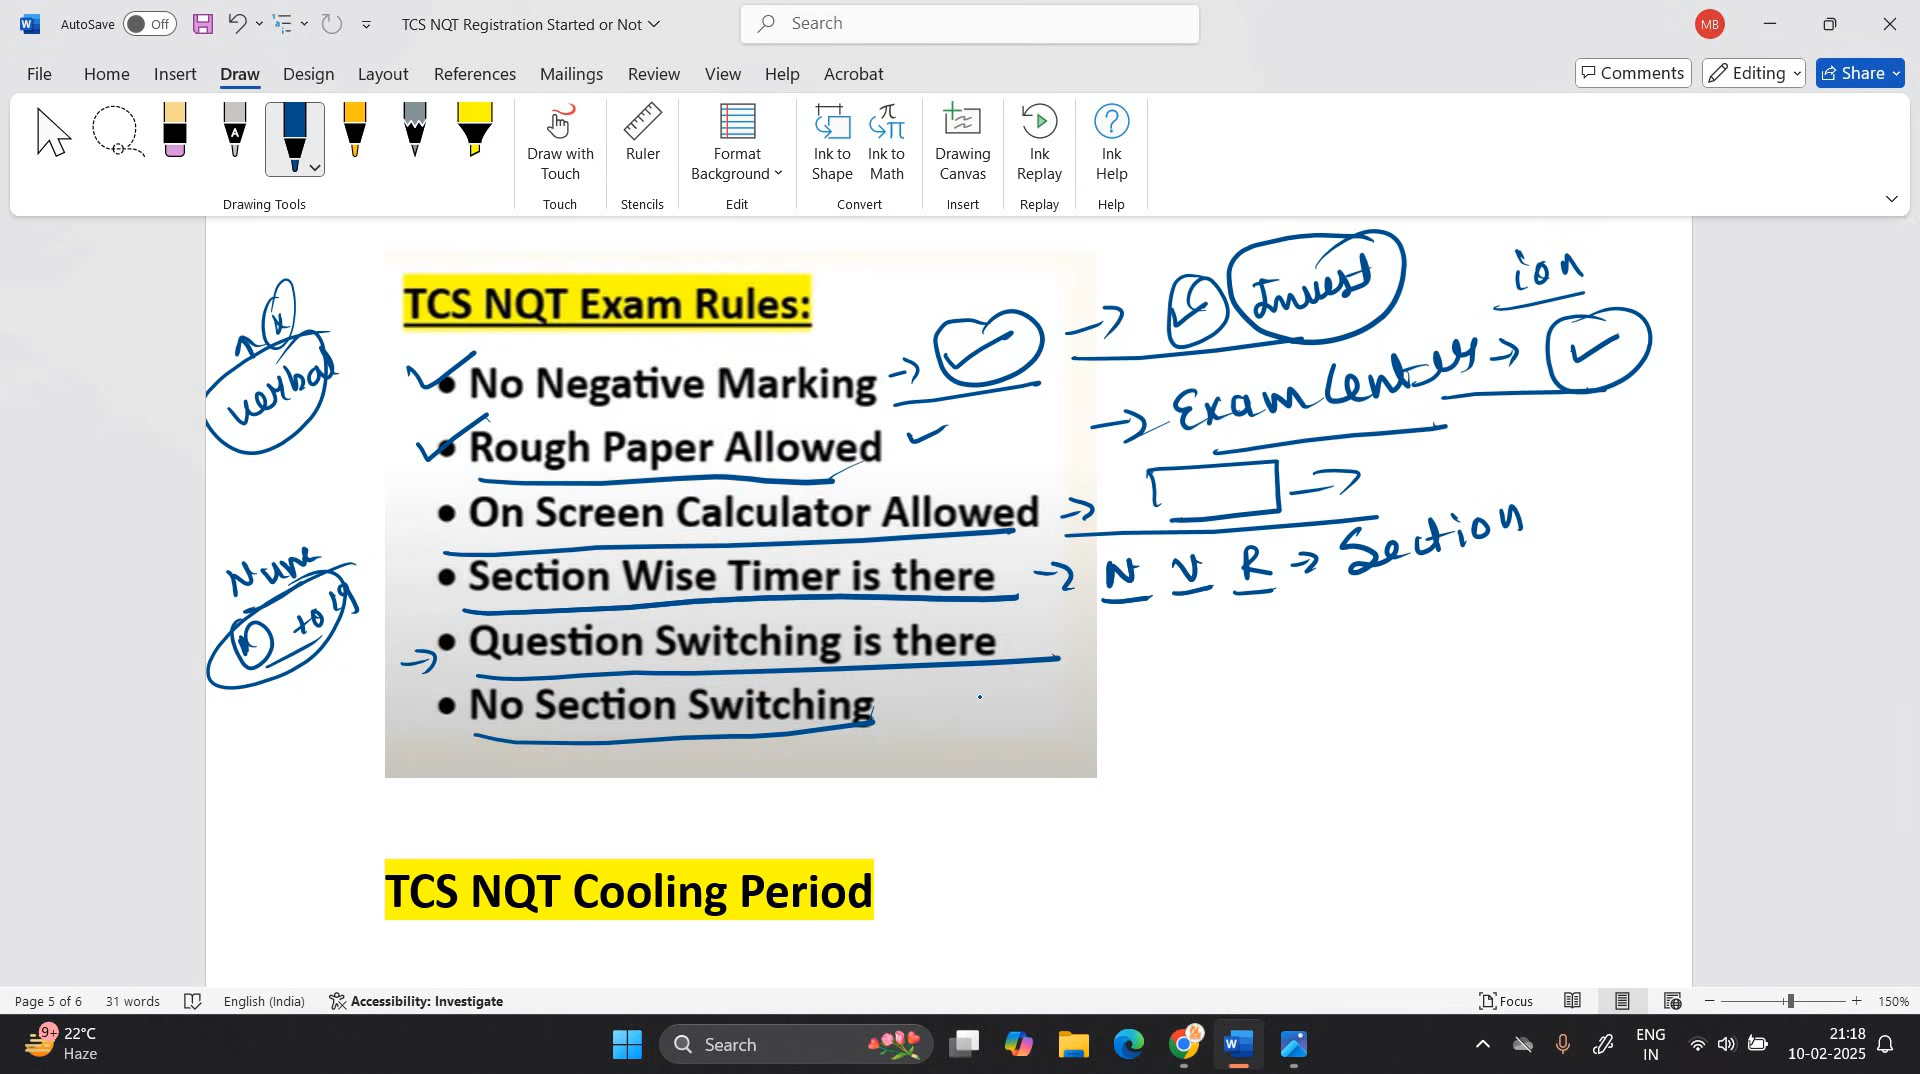 AutoSave Off TCS NQT Registration Started or Not Search MB
File Home Insert Draw Design Layout References Mailings Review View Help Acrobat Comments Editing Share
A
Draw with Touch Ruler Format Background Ink to Shape Ink to Math Drawing Canvas Ink Replay Ink Help
Drawing Tools Touch Stencils Edit Convert Insert Replay Help
TCS NQT Exam Rules:
Invest
ion
x
verbal
• No Negative Marking
Exam Centers
• Rough Paper Allowed
• On Screen Calculator Allowed
• Section Wise Timer is there
N V R → Section
Num
• Question Switching is there
• No Section Switching
TCS NQT Cooling Period
Page 5 of 6 31 words English (India) Accessibility: Investigate Focus 150%
9+ 22°C
Haze
Search
ENG
IN
21:18
10-02-2025